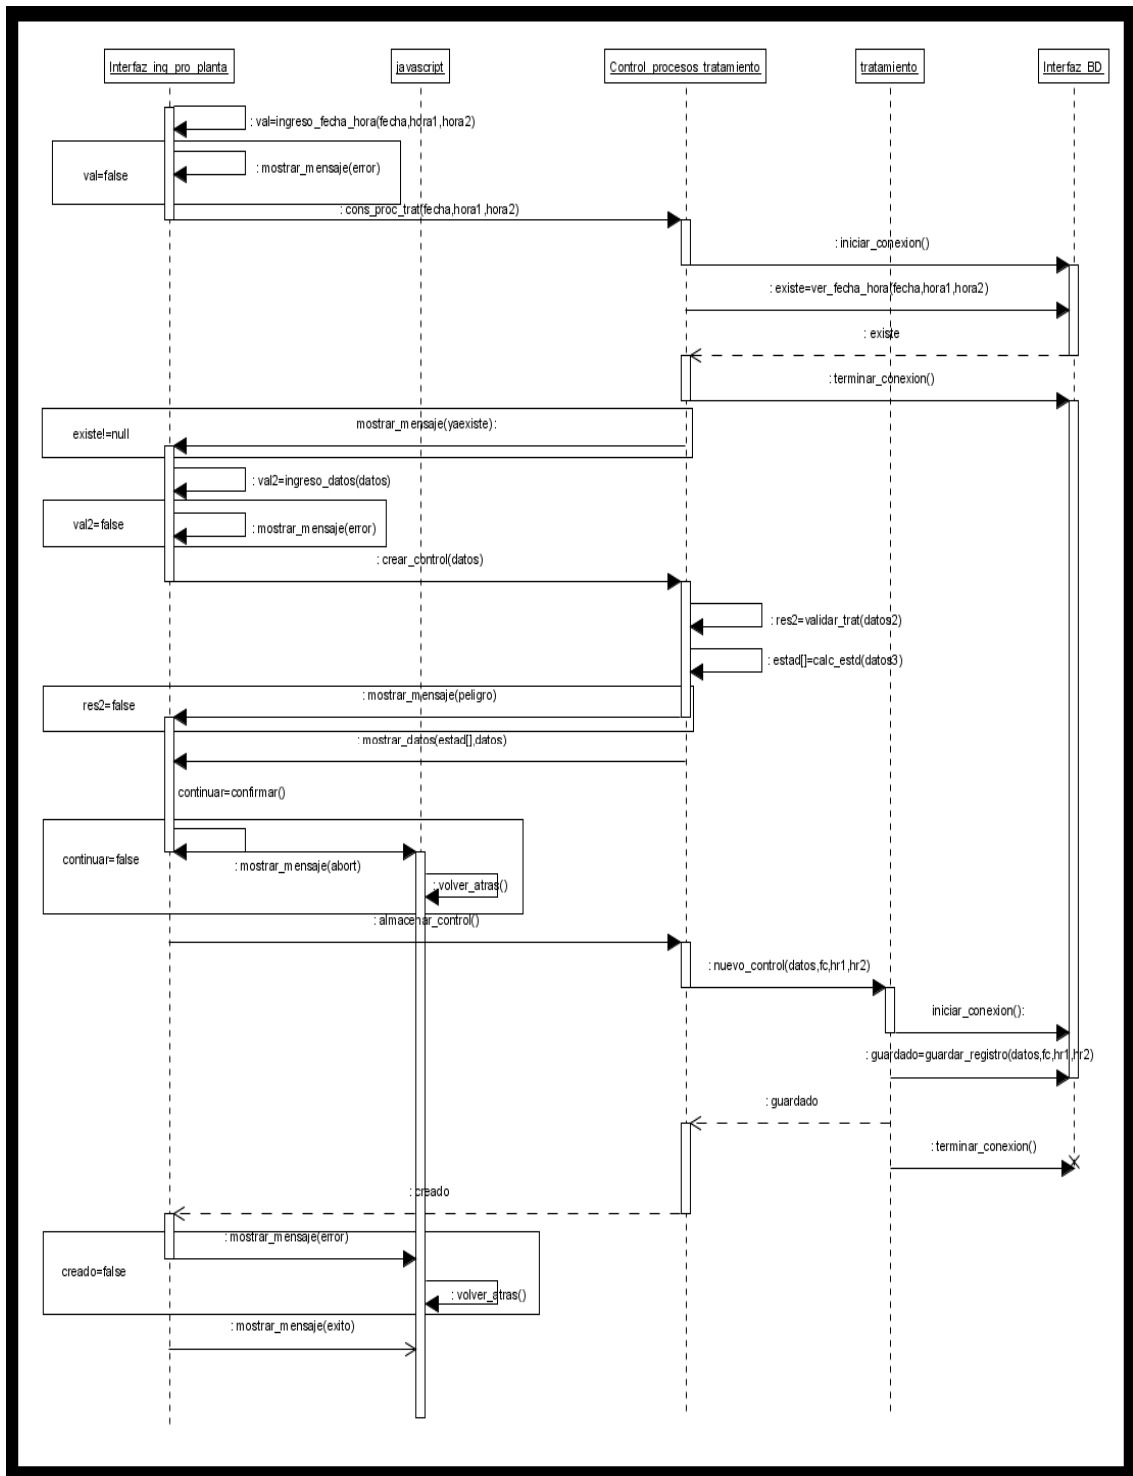 Interfaz_ing_pro_planta
javascript
Control_procesos_tratamiento
tratamiento
Interfaz_BD
: val=ingreso_fecha_hora(fecha,hora1,hora2)
: mostrar_mensaje(error)
val=false
: cons_proc_trat(fecha,hora1,hora2)
: iniciar_conexion()
: existe=ver_fecha_hora(fecha,hora1,hora2)
: existe
: terminar_conexion()
mostrar_mensaje(yaexiste):
existe!=null
: val2=ingreso_datos(datos)
val2=false
: mostrar_mensaje(error)
: crear_control(datos)
: res2=validar_trat(datos2)
: estad[]=calc_estd(datos3)
: mostrar_mensaje(peligro)
res2=false
: mostrar_datos(estad[],datos)
continuar=confirmar()
continuar=false
: mostrar_mensaje(abort)
: volver_atras()
: almacenar_control()
: nuevo_control(datos,fc,hr1,hr2)
iniciar_conexion():
: guardado=guardar_registro(datos,fc,hr1,hr2)
: guardado
: terminar_conexion()
: creado
: mostrar_mensaje(error)
creado=false
: volver_atras()
: mostrar_mensaje(exito)